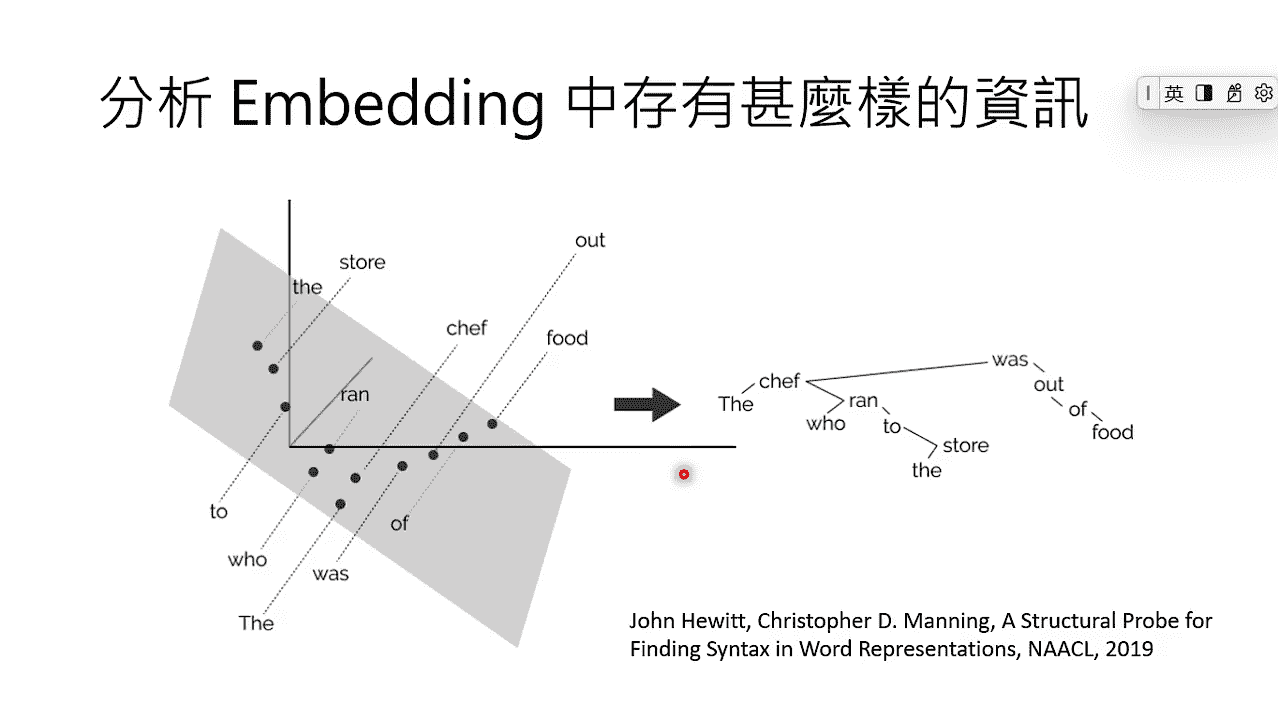 分析 Embedding 中存有甚麼樣的資訊
英
out
store
the
chef
food
ran
to
of
who
was
The
was
chef
out
The
ran
of
who
to
food
store
the
John Hewitt, Christopher D. Manning, A Structural Probe for
Finding Syntax in Word Representations, NAACL, 2019